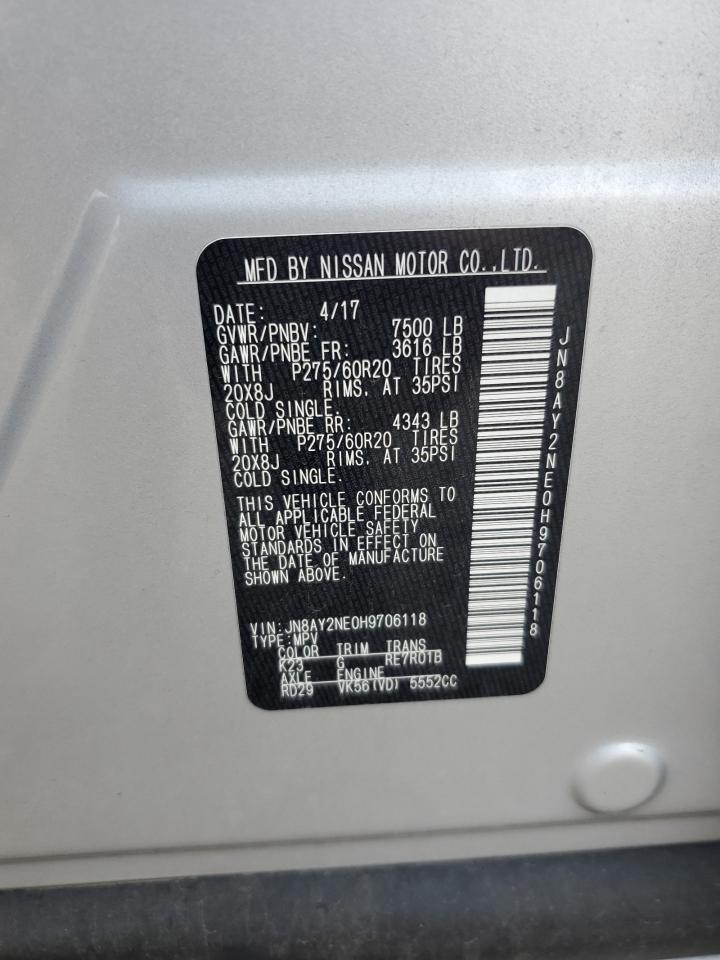 MFD BY NISSAN MOTOR CO.,LTD.
DATE: 4/17
GVWR/PNBV: 7500 LB
GAWR/PNBE FR: 3616 LB
WITH P275/60R20 TIRES
20X8J RIMS, AT 35PSI
COLD SINGLE.
GAWR/PNBE RR: 4343 LB
WITH P275/60R20 TIRES
20X8J RIMS, AT 35PSI
COLD SINGLE.
THIS VEHICLE CONFORMS TO
ALL APPLICABLE FEDERAL
MOTOR VEHICLE SAFETY
STANDARDS IN EFFECT ON
THE DATE OF MANUFACTURE
SHOWN ABOVE.
VIN:JN8AY2NE0H9706118
TYPE:MPV
COLOR TRIM TRANS
K23 G RE7R01B
AXLE ENGINE
RD29 VK56(VD) 5552CC
JN8AY2NE0H9706118